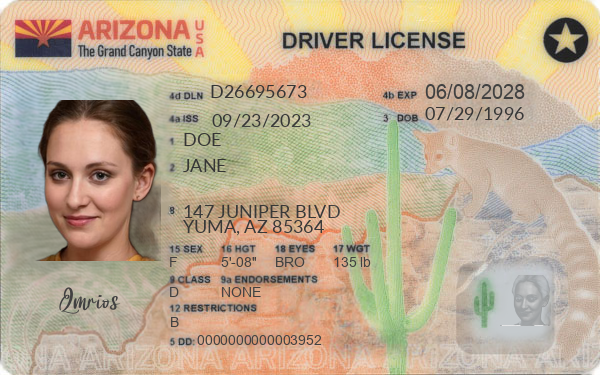 ARIZONA USA
The Grand Canyon State
DRIVER LICENSE
4d DLN D26695673
4b EXP 06/08/2028
4a ISS 09/23/2023
3 DOB 07/29/1996
1 DOE
2 JANE
8 147 JUNIPER BLVD
YUMA, AZ 85364
15 SEX 16 HGT 18 EYES 17 WGT
F 5'-08" BRO 135 lb
9 CLASS 9a ENDORSEMENTS
D NONE
12 RESTRICTIONS
B
5 DD: 0000000000003952
Qmrios
ARIZONA ARIZONA ARIZONA ARIZONA